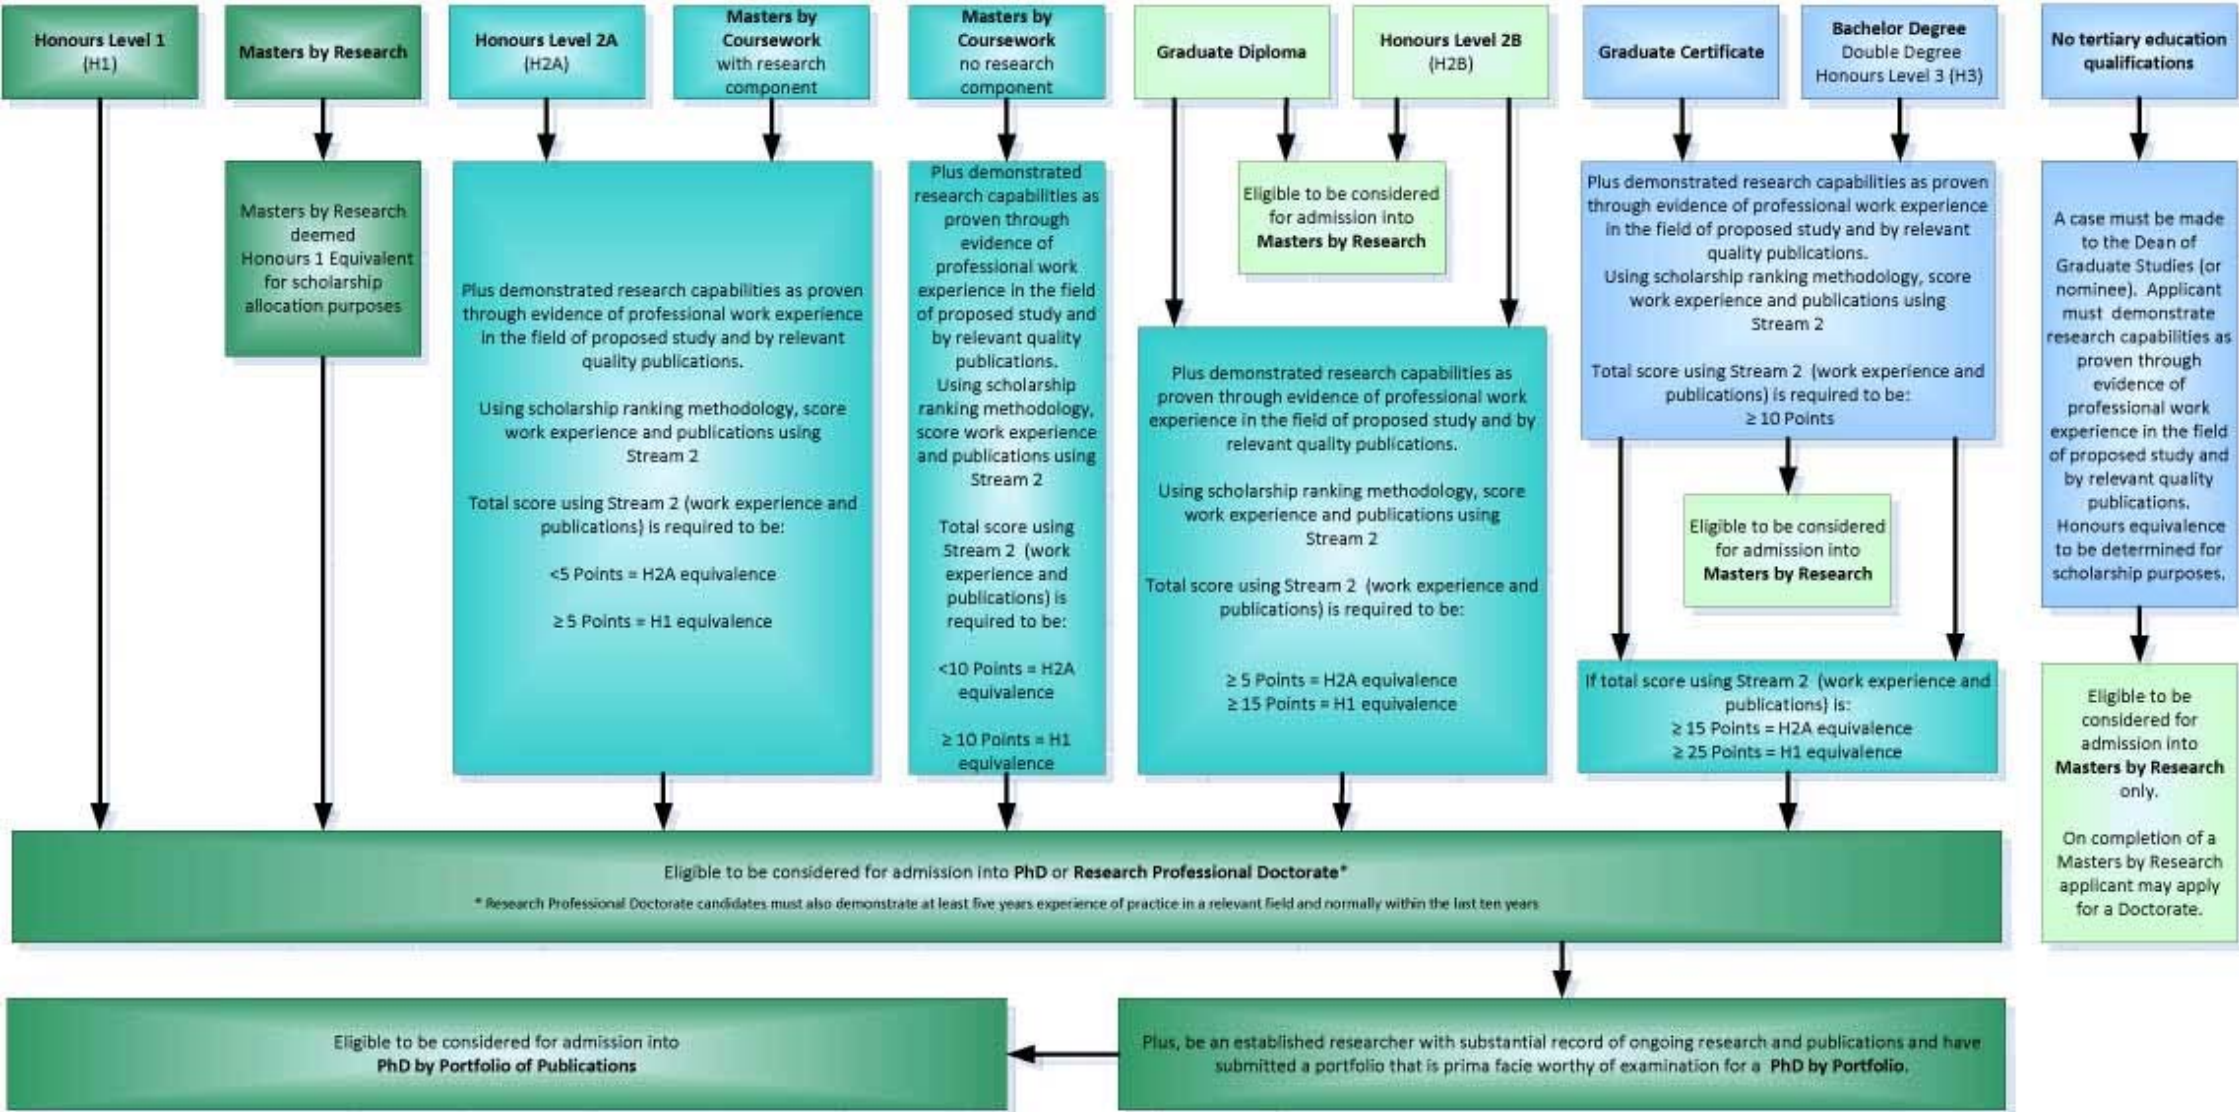 Honours Level 1
(H1)
Masters by Research
Honours Level 2A
(H2A)
Masters by
Coursework
with research
component
Masters by
Coursework
no research
component
Graduate Diploma
Honours Level 2B
(H2B)
Graduate Certificate
Bachelor Degree
Double Degree
Honours Level 3 (H3)
No tertiary education
qualifications
Masters by Research
deemed
Honours 1 Equivalent
for scholarship
allocation purposes
Plus demonstrated research capabilities as proven
through evidence of professional work experience
in the field of proposed study and by relevant
quality publications.
Using scholarship ranking methodology, score
work experience and publications using
Stream 2
Total score using Stream 2 (work experience and
publications) is required to be:
<5 Points = H2A equivalence
≥ 5 Points = H1 equivalence
Plus demonstrated
research capabilities as
proven through
evidence of
professional work
experience in the field
of proposed study and
by relevant quality
publications.
Using scholarship
ranking methodology,
score work experience
and publications using
Stream 2
Total score using
Stream 2 (work
experience and
publications) is
required to be:
<10 Points = H2A
equivalence
≥ 10 Points = H1
equivalence
Eligible to be considered
for admission into
Masters by Research
Plus demonstrated research capabilities as
proven through evidence of professional work
experience in the field of proposed study and by
relevant quality publications.
Using scholarship ranking methodology, score
work experience and publications using
Stream 2
Total score using Stream 2 (work experience and
publications) is required to be:
≥ 5 Points = H2A equivalence
≥ 15 Points = H1 equivalence
Plus demonstrated research capabilities as proven
through evidence of professional work experience
in the field of proposed study and by relevant
quality publications.
Using scholarship ranking methodology, score
work experience and publications using
Stream 2
Total score using Stream 2 (work experience and
publications) is required to be:
≥ 10 Points
Eligible to be considered
for admission into
Masters by Research
If total score using Stream 2 (work experience and
publications) is:
≥ 15 Points = H2A equivalence
≥ 25 Points = H1 equivalence
A case must be made
to the Dean of
Graduate Studies (or
nominee). Applicant
must demonstrate
research capabilities as
proven through
evidence of
professional work
experience in the field
of proposed study and
by relevant quality
publications.
Honours equivalence
to be determined for
scholarship purposes.
Eligible to be
considered for
admission into
Masters by Research
only.
On completion of a
Masters by Research
applicant may apply
for a Doctorate.
Eligible to be considered for admission into PhD or Research Professional Doctorate*
* Research Professional Doctorate candidates must also demonstrate at least five years experience of practice in a relevant field and normally within the last ten years
Plus, be an established researcher with substantial record of ongoing research and publications and have
submitted a portfolio that is prima facie worthy of examination for a PhD by Portfolio.
Eligible to be considered for admission into
PhD by Portfolio of Publications